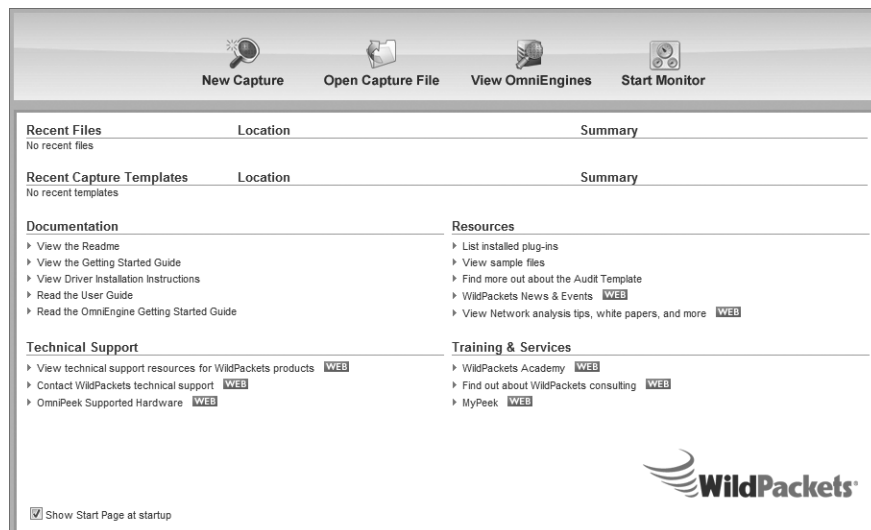 New Capture Open Capture File View OmniEngines Start Monitor
Recent Files Location Summary
No recent files
Recent Capture Templates Location Summary
No recent templates
Documentation
View the Readme
View the Getting Started Guide
View Driver Installation Instructions
Read the User Guide
Read the OmniEngine Getting Started Guide
Resources
List installed plug-ins
View sample files
Find more out about the Audit Template
WildPackets News & Events WEB
View Network analysis tips, white papers, and more WEB
Technical Support
View technical support resources for WildPackets products WEB
Contact WildPackets technical support WEB
OmniPeek Supported Hardware WEB
Training & Services
WildPackets Academy WEB
Find out about WildPackets consulting WEB
MyPeek WEB
WildPackets
Show Start Page at startup